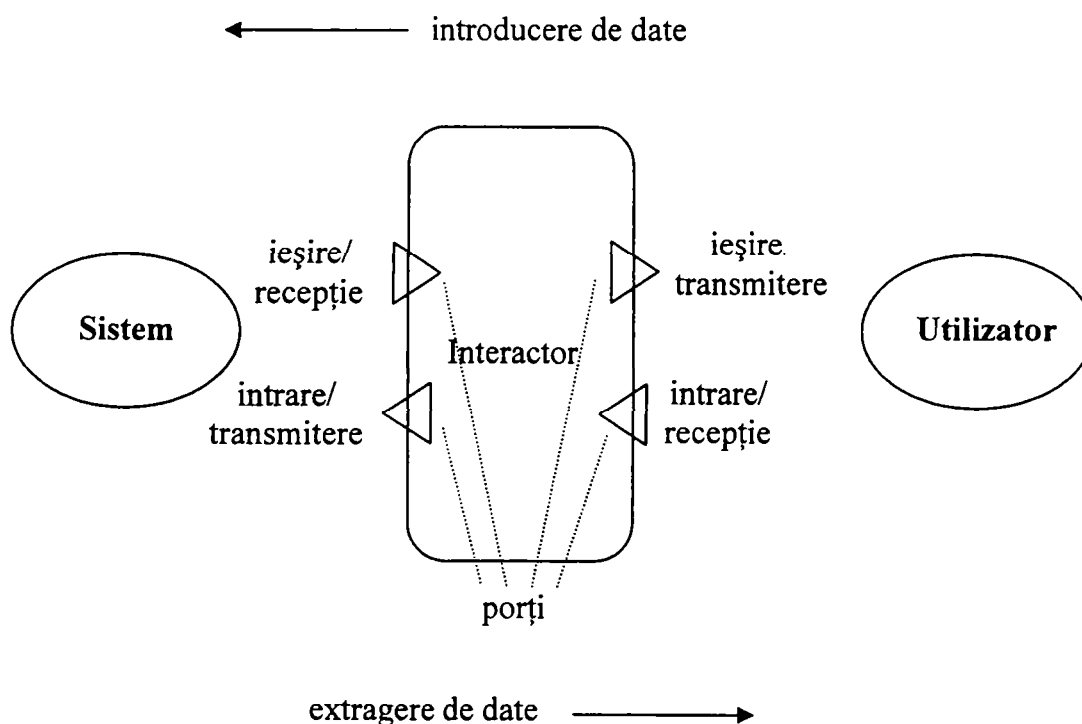 introducere de date
ieşire/
recepţie
ieşire.
transmitere
Sistem
Interactor
Utilizator
intrare/
transmitere
intrare/
recepţie
porţi
extragere de date